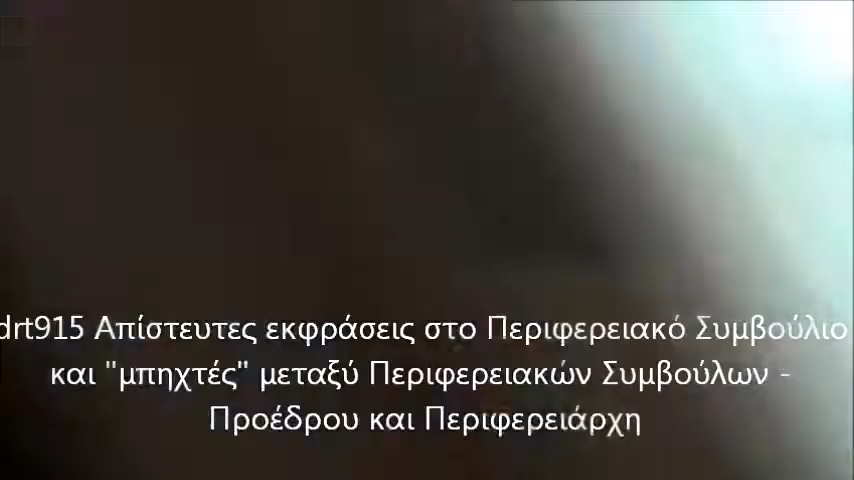 drt915 Απίστευτες εκφράσεις στο Περιφερειακό Συμβούλιο
και "μπηχτές" μεταξύ Περιφερειακών Συμβούλων -
Προέδρου και Περιφερειάρχη